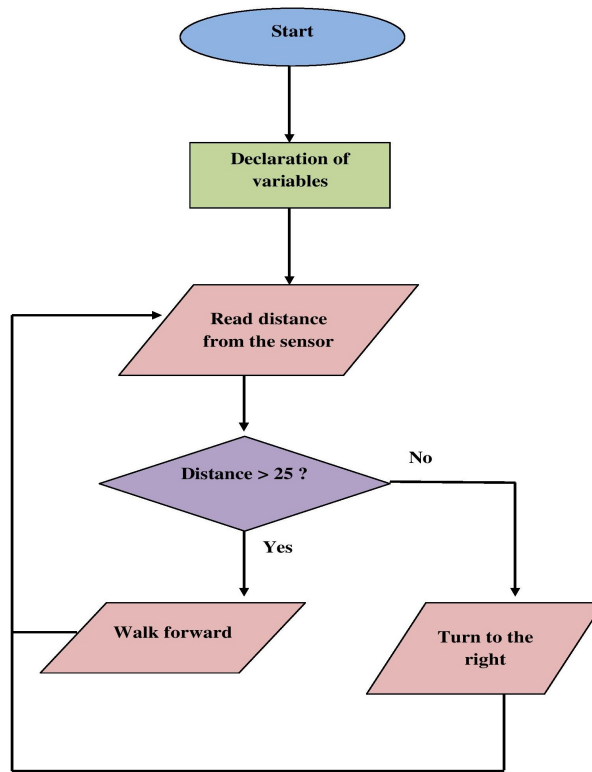 Start
Declaration of
variables
Read distance
from the sensor
Distance > 25 ?
No
Yes
Walk forward
Turn to the
right